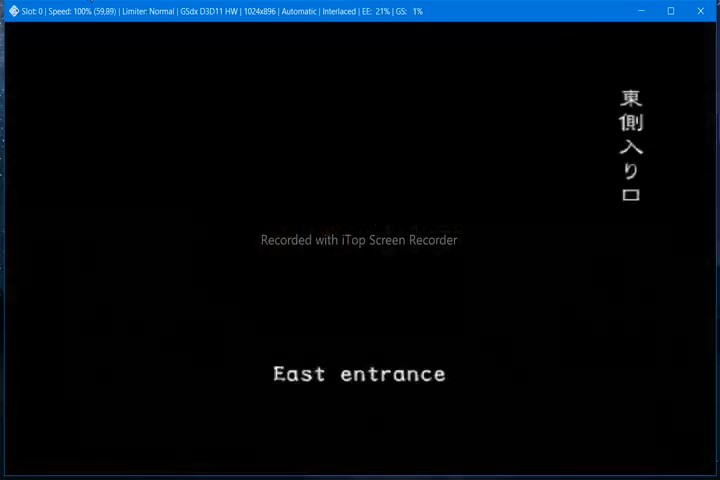 Slot: 0 | Speed: 100% (59,89) | Limiter: Normal | GSdx D3D11 HW | 1024x896 | Automatic | Interlaced | EE: 21% | GS: 1%
東側入り口
Recorded with iTop Screen Recorder
East entrance